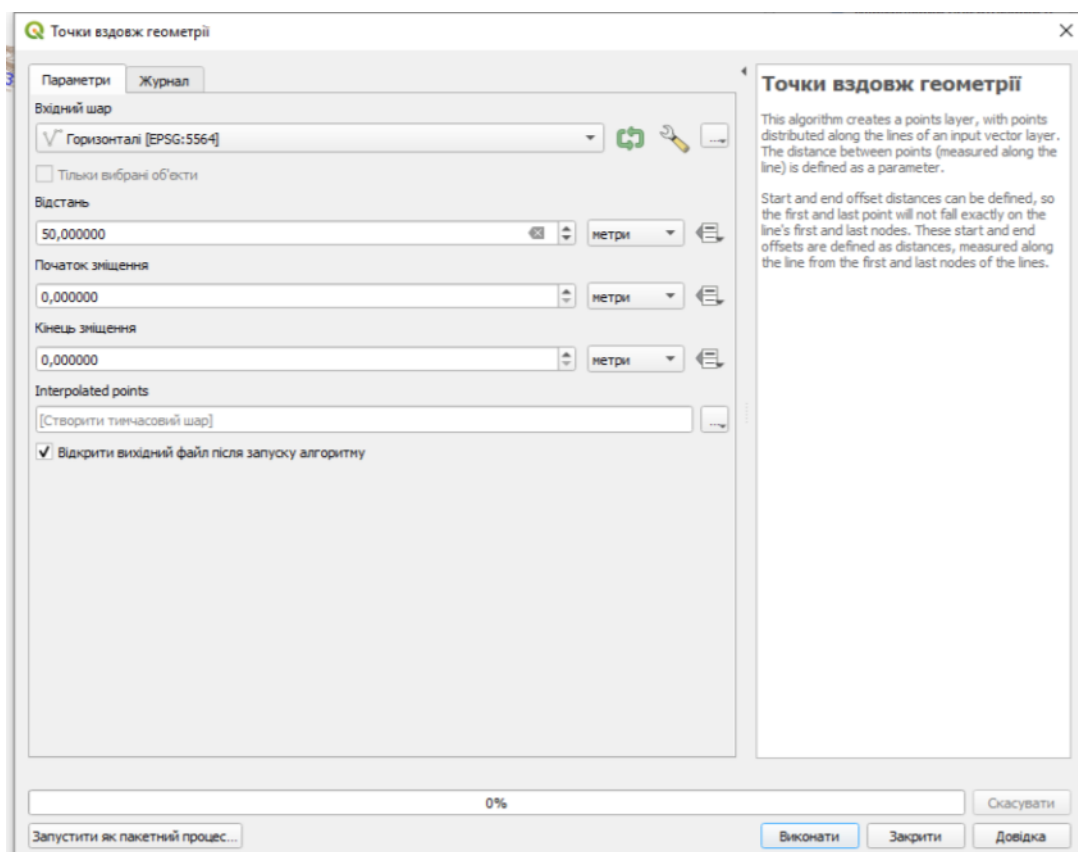 Точки вздовж геометрії
Параметри
Журнал
Вхідний шар
Горизонталі [EPSG:5564]
Тільки вибрані об'єкти
Відстань
50,000000
метри
Початок зміщення
0,000000
метри
Кінець зміщення
0,000000
метри
Interpolated points
[Створити тимчасовий шар]
Відкрити вихідний файл після запуску алгоритму
Точки вздовж геометрії
This algorithm creates a points layer, with points
distributed along the lines of an input vector layer.
The distance between points (measured along the
line) is defined as a parameter.
Start and end offset distances can be defined, so
the first and last point will not fall exactly on the
line's first and last nodes. These start and end
offsets are defined as distances, measured along
the line from the first and last nodes of the lines.
0%
Скасувати
Запустити як пакетний процес...
Виконати
Закрити
Довідка